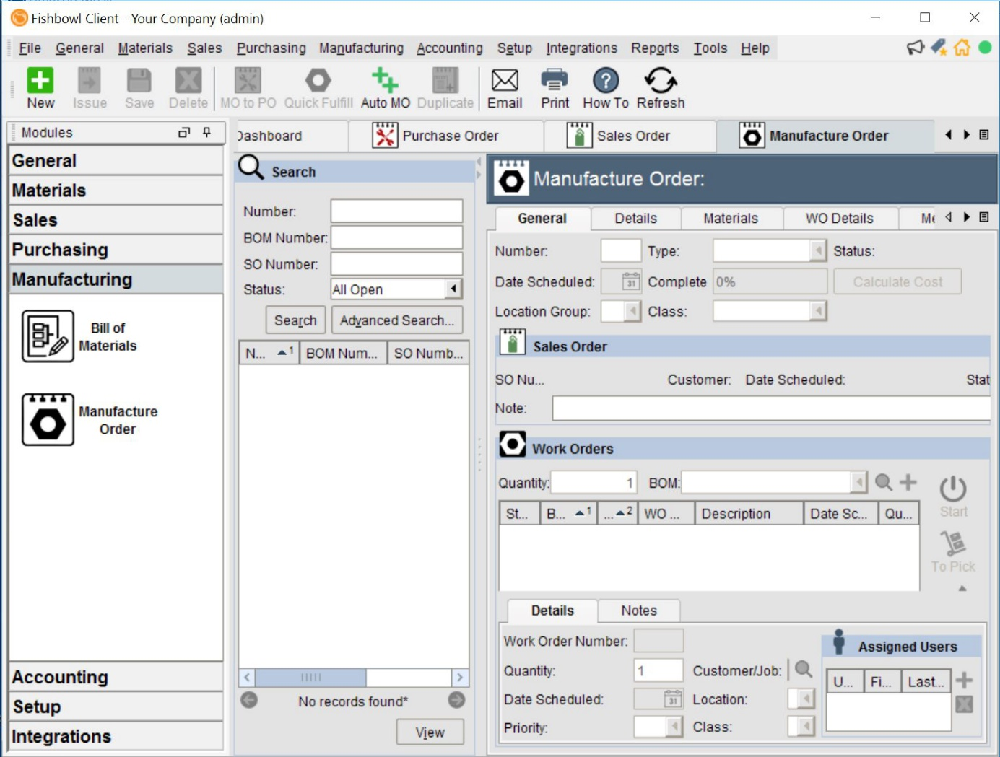 Fishbowl Client - Your Company (admin)
File General Materials Sales Purchasing Manufacturing Accounting Setup Integrations Reports Tools Help
New Issue Save Delete MO to PO Quick Fulfill Auto MO Duplicate Email Print How To Refresh
Modules
Dashboard Purchase Order Sales Order Manufacture Order
General
Materials
Sales
Purchasing
Manufacturing
Bill of
Materials
Manufacture
Order
Accounting
Setup
Integrations
Search
Number:
BOM Number:
SO Number:
Status: All Open
Search Advanced Search...
N... 1 BOM Num... SO Numb...
No records found*
View
Manufacture Order:
General Details Materials WO Details Me
Number: Type: Status:
Date Scheduled: 31 Complete 0% Calculate Cost
Location Group: Class:
Sales Order
SO Nu... Customer: Date Scheduled: Stat
Note:
Work Orders
Quantity: 1 BOM:
Start
St... B... 1 ... 2 WO ... Description Date Sc... Qu...
To Pick
Details Notes
Work Order Number:
Quantity: 1 Customer/Job:
Date Scheduled: 31 Location:
Priority: Class:
Assigned Users
U... Fi... Last...